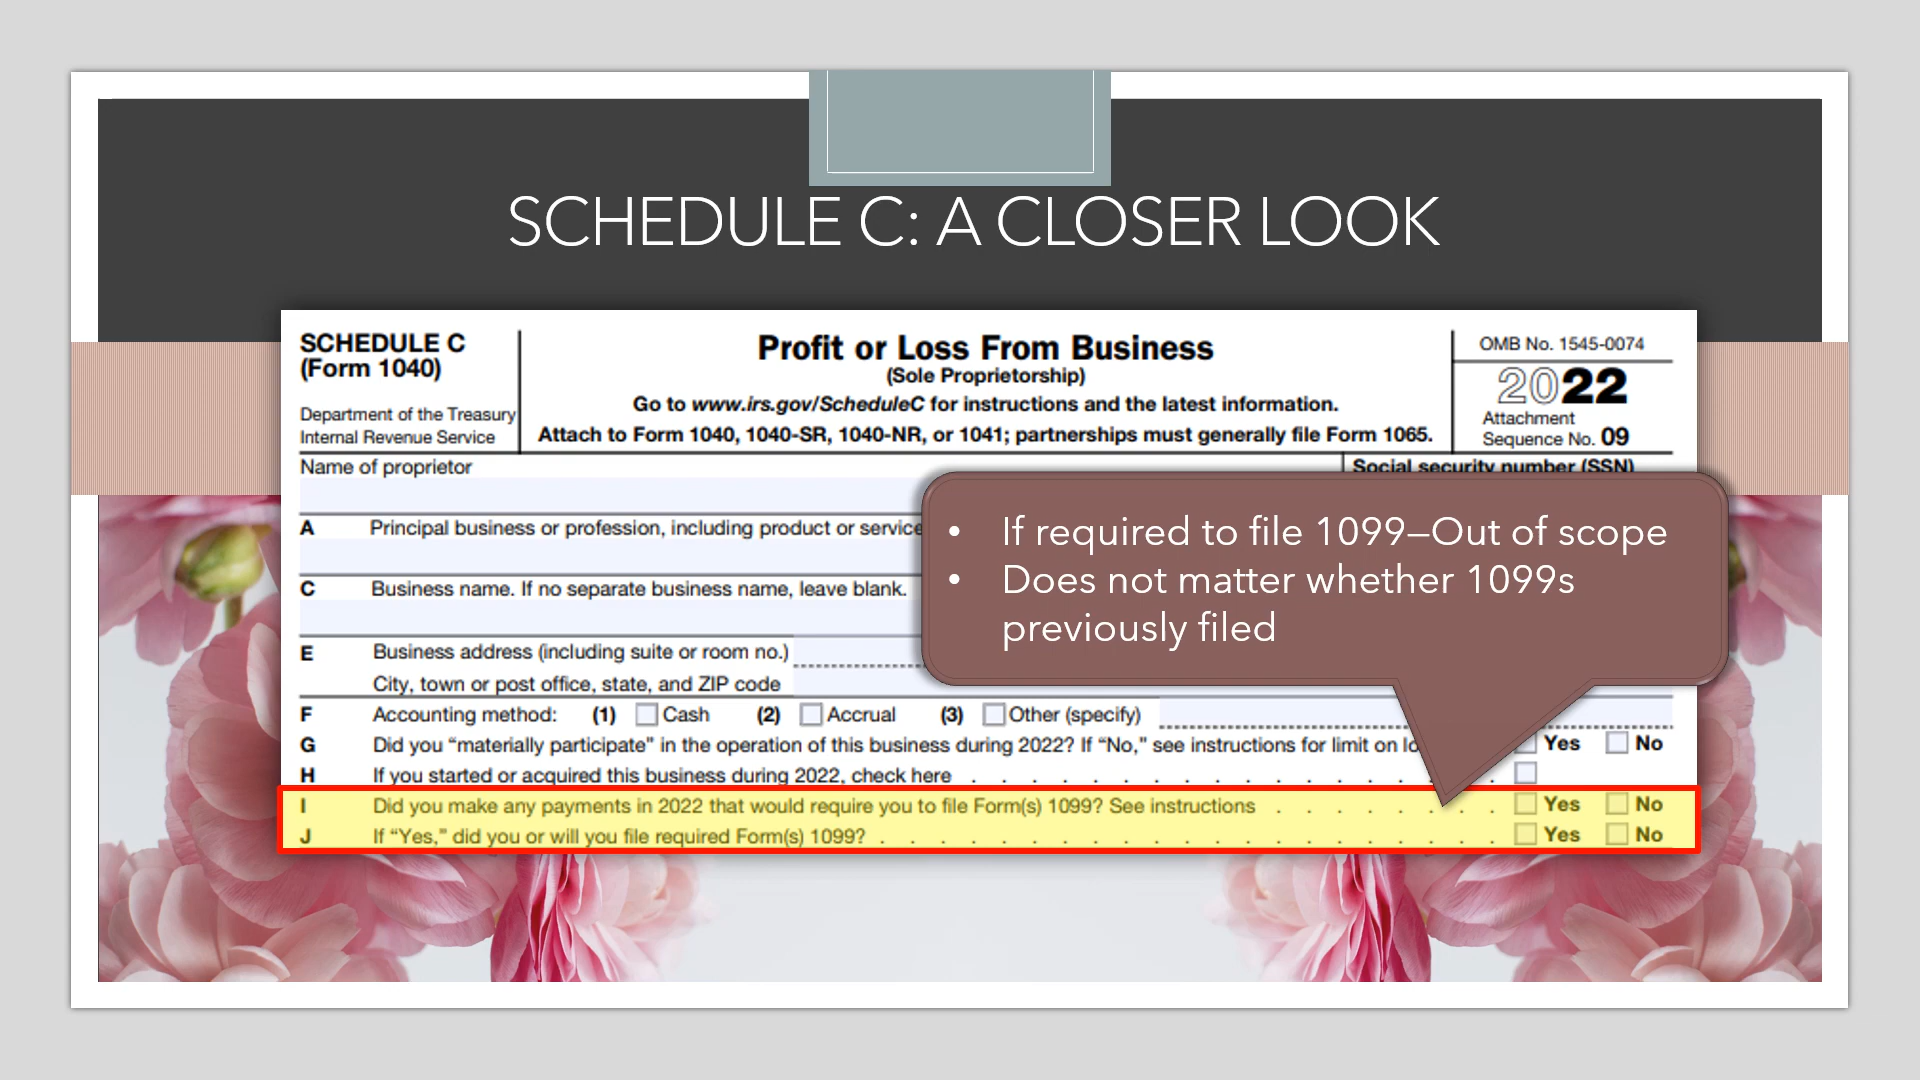 SCHEDULE C: A CLOSER LOOK
SCHEDULE C
(Form 1040)
Department of the Treasury
Internal Revenue Service
Profit or Loss From Business
(Sole Proprietorship)
Go to www.irs.gov/ScheduleC for instructions and the latest information.
Attach to Form 1040, 1040-SR, 1040-NR, or 1041; partnerships must generally file Form 1065.
OMB No. 1545-0074
2022
Attachment
Sequence No. 09
Name of proprietor
Social security number (SSN)
A Principal business or profession, including product or service
C Business name. If no separate business name, leave blank.
E Business address (including suite or room no.)
City, town or post office, state, and ZIP code
• If required to file 1099–Out of scope
• Does not matter whether 1099s
previously filed
F Accounting method: (1) Cash (2) Accrual (3) Other (specify)
G Did you “materially participate” in the operation of this business during 2022? If “No,” see instructions for limit on Yes No
H If you started or acquired this business during 2022, check here . . . . . . . . . . . . . . . .
I Did you make any payments in 2022 that would require you to file Form(s) 1099? See instructions . . . . . . . . Yes No
J If “Yes,” did you or will you file required Form(s) 1099? . . . . . . . . . . . . . . . . . . . . . Yes No